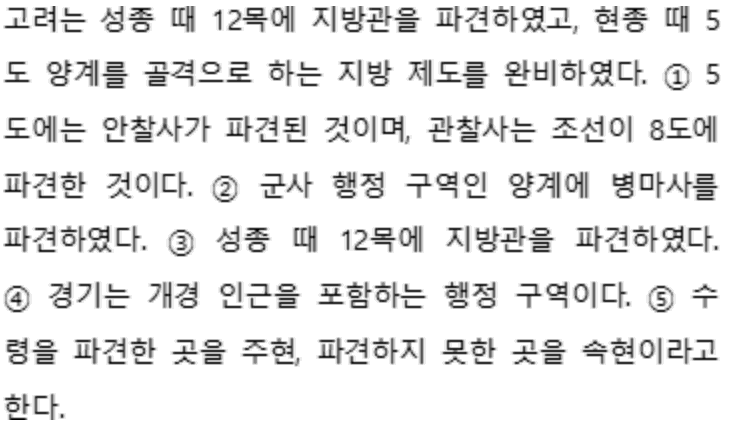 고려는 성종 때 12목에 지방관을 파견하였고, 현종 때 5
도 양계를 골격으로 하는 지방 제도를 완비하였다. ① 5
도에는 안찰사가 파견된 것이며, 관찰사는 조선이 8도에
파견한 것이다. ② 군사 행정 구역인 양계에 병마사를
파견하였다. ③ 성종 때 12목에 지방관을 파견하였다.
④ 경기는 개경 인근을 포함하는 행정 구역이다. ⑤ 수
령을 파견한 곳을 주현, 파견하지 못한 곳을 속현이라고
한다.